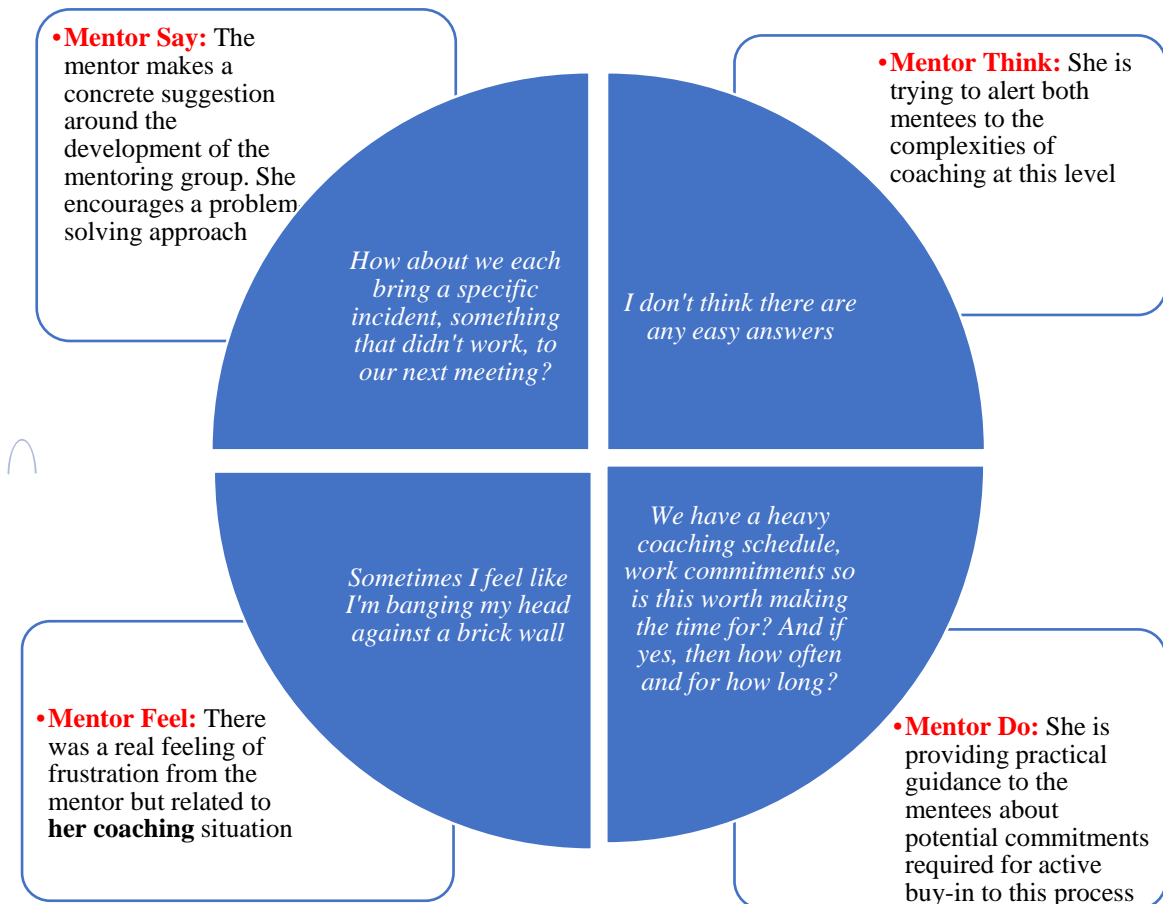 •Mentor Say: The
mentor makes a
concrete suggestion
around the
development of the
mentoring group. She
encourages a problem-
solving approach
•Mentor Think: She is
trying to alert both
mentees to the
complexities of
coaching at this level
How about we each
bring a specific
incident, something
that didn't work, to
our next meeting?
I don't think there are
any easy answers
Sometimes I feel like
I'm banging my head
against a brick wall
We have a heavy
coaching schedule,
work commitments so
is this worth making
the time for? And if
yes, then how often
and for how long?
•Mentor Feel: There
was a real feeling of
frustration from the
mentor but related to
her coaching situation
•Mentor Do: She is
providing practical
guidance to the
mentees about
potential commitments
required for active
buy-in to this process